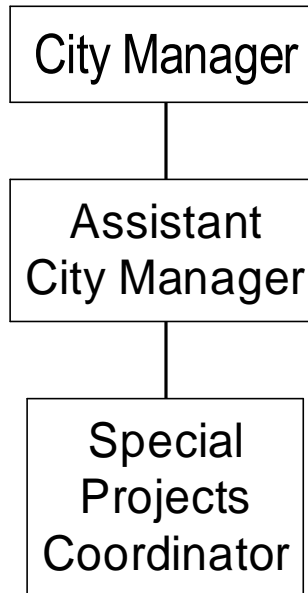 City Manager
Assistant
City Manager
Special
Projects
Coordinator